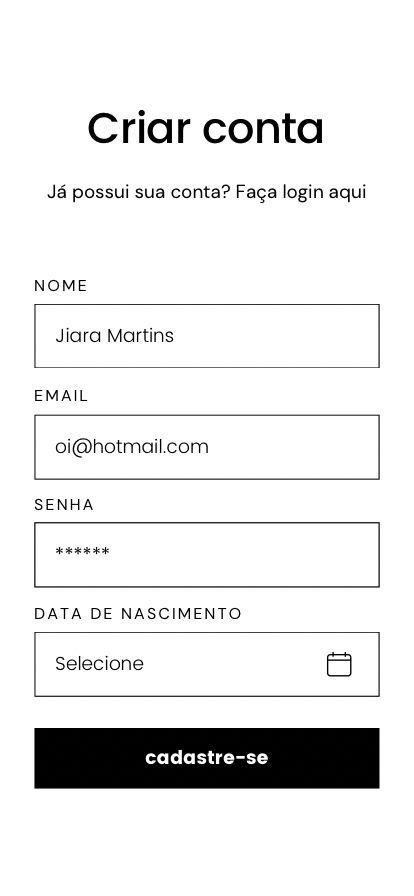 Criar conta
Já possui sua conta? Faça login aqui
NOME
Jiara Martins
EMAIL
oi@hotmail.com
SENHA
******
DATA DE NASCIMENTO
Selecione
cadastre-se